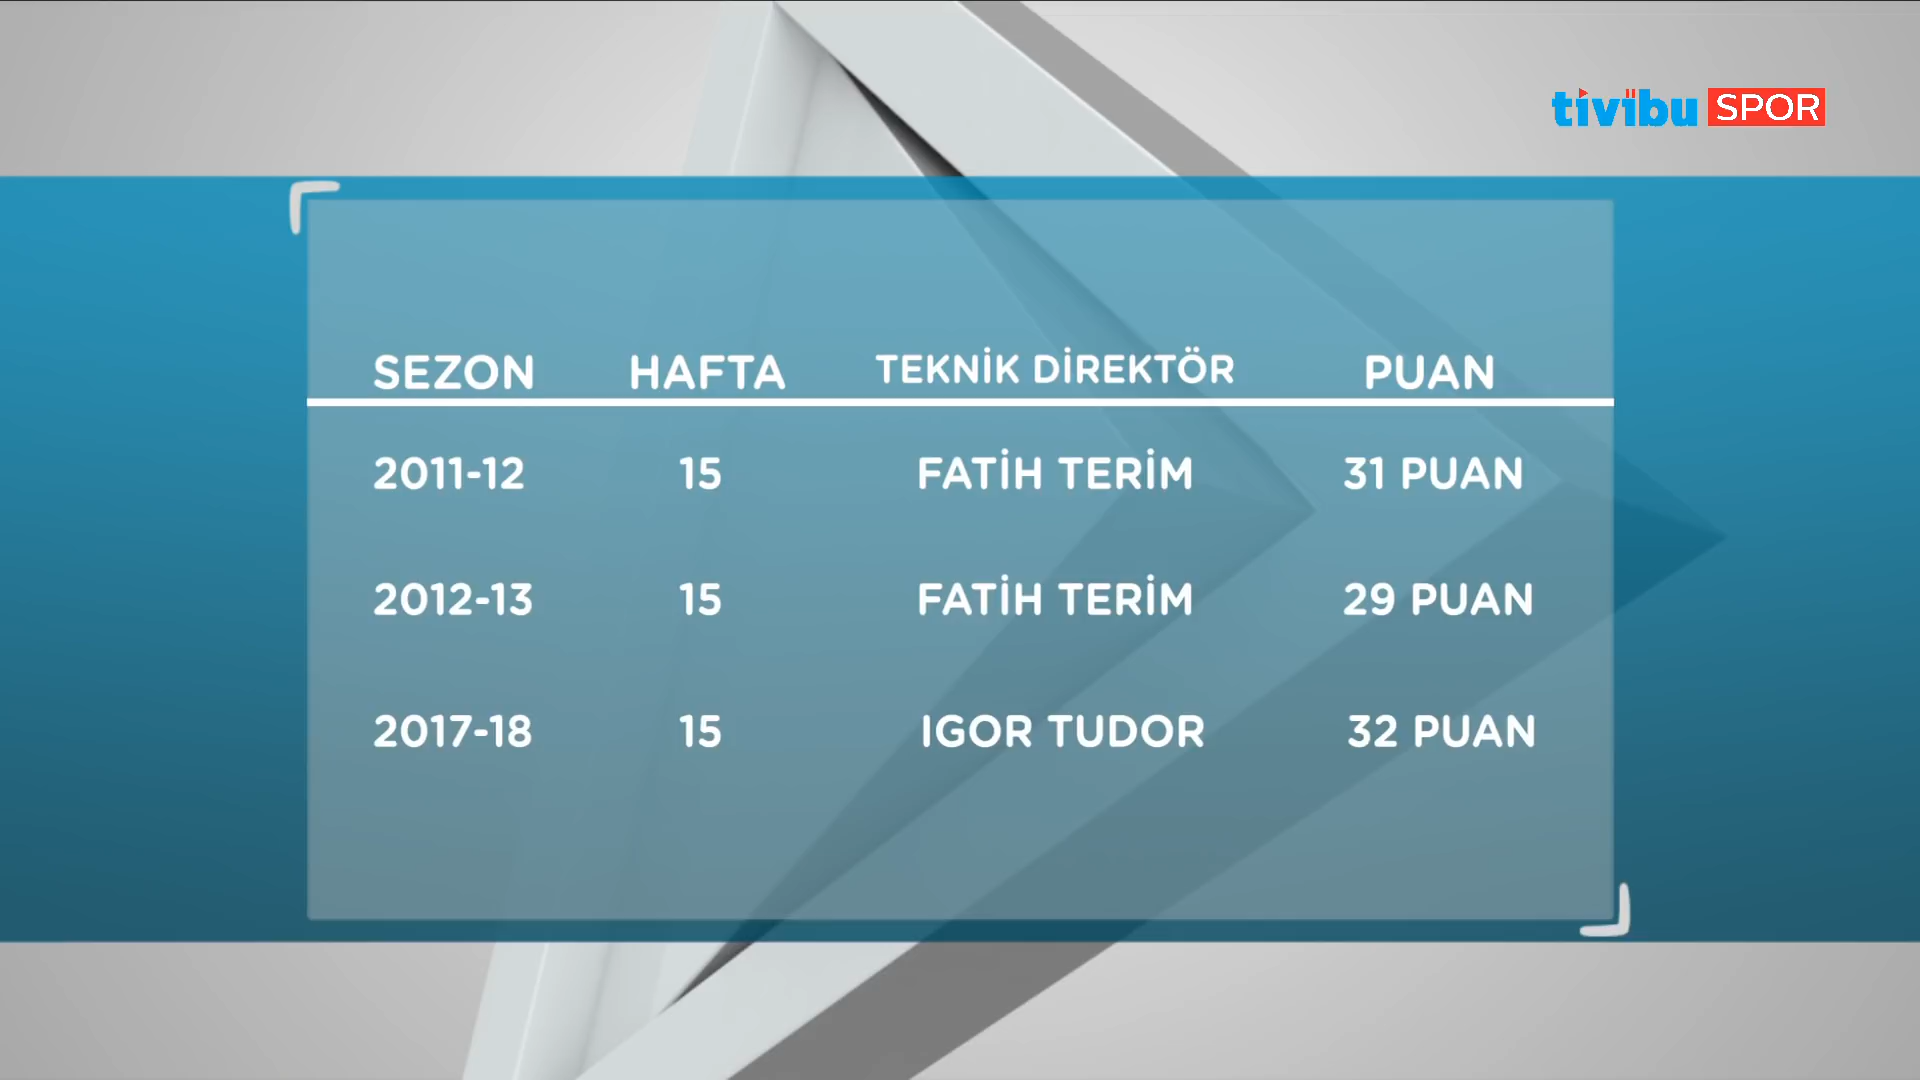 tivibu SPOR
SEZON HAFTA TEKNİK DİREKTÖR PUAN
2011-12 15 FATİH TERİM 31 PUAN
2012-13 15 FATİH TERİM 29 PUAN
2017-18 15 IGOR TUDOR 32 PUAN